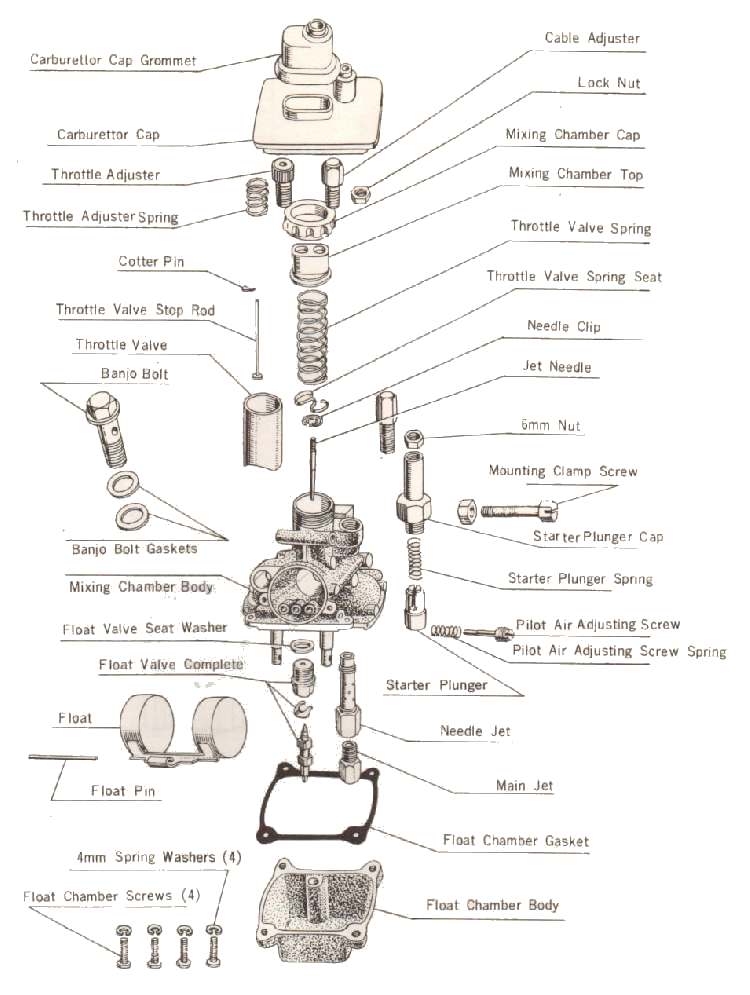 Cable Adjuster
Carburettor Cap Grommet
Lock Nut
Carburettor Cap
Mixing Chamber Cap
Throttle Adjuster
Mixing Chamber Top
Throttle Adjuster Spring
Throttle Valve Spring
Cotter Pin
Throttle Valve Spring Seat
Throttle Valve Stop Rod
Needle Clip
Throttle Valve
Jet Needle
Banjo Bolt
6mm Nut
Mounting Clamp Screw
Starter Plunger Cap
Banjo Bolt Gaskets
Starter Plunger Spring
Mixing Chamber Body
Pilot Air Adjusting Screw
Float Valve Seat Washer
Pilot Air Adjusting Screw Spring
Float Valve Complete
Starter Plunger
Float
Needle Jet
Main Jet
Float Pin
Float Chamber Gasket
4mm Spring Washers (4)
Float Chamber Screws (4)
Float Chamber Body